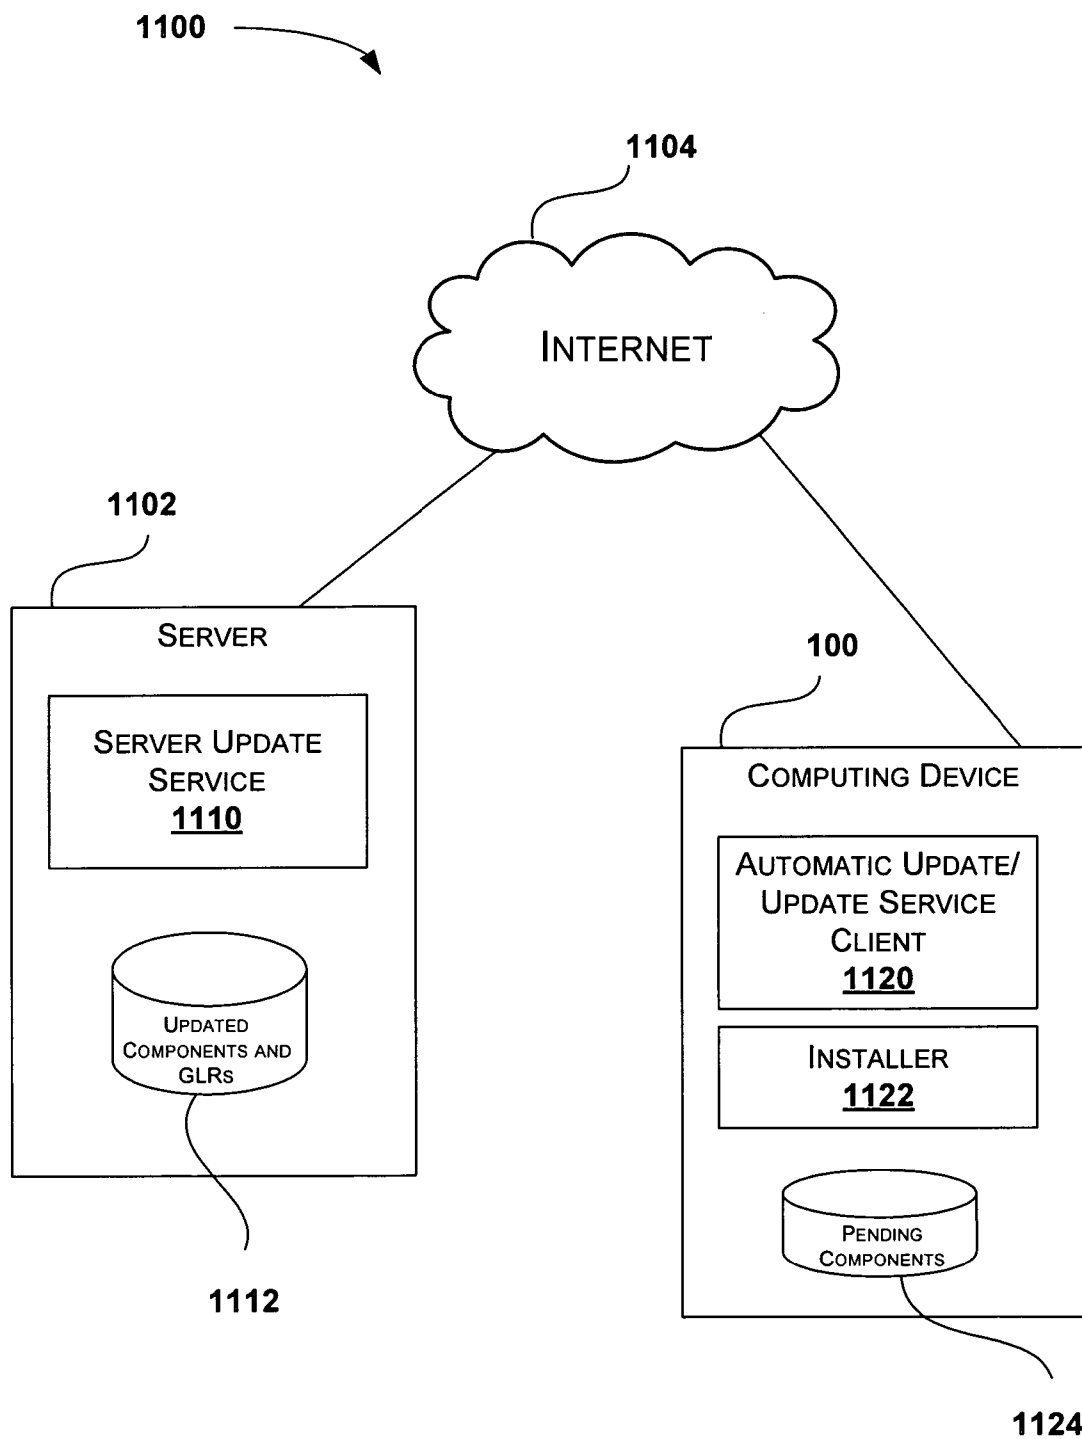 1100
1104
INTERNET
1102
SERVER
SERVER UPDATE
SERVICE
1110
UPDATED
COMPONENTS AND
GLRs
1112
100
COMPUTING DEVICE
AUTOMATIC UPDATE/
UPDATE SERVICE
CLIENT
1120
INSTALLER
1122
PENDING
COMPONENTS
1124